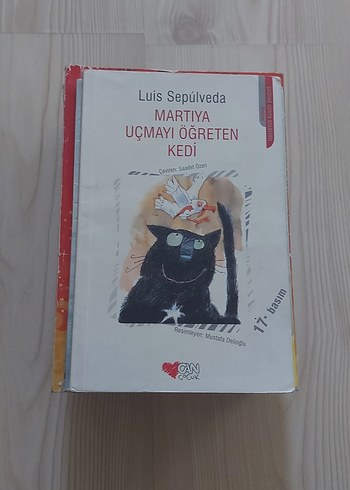 Luis Sepúlveda
MARTIYA
UÇMAYI ÖĞRETEN
KEDİ
Çeviren: Saadet Özen
Resimleyen: Mustafa Delioğlu
17. basım
CAN
ÇOCUK